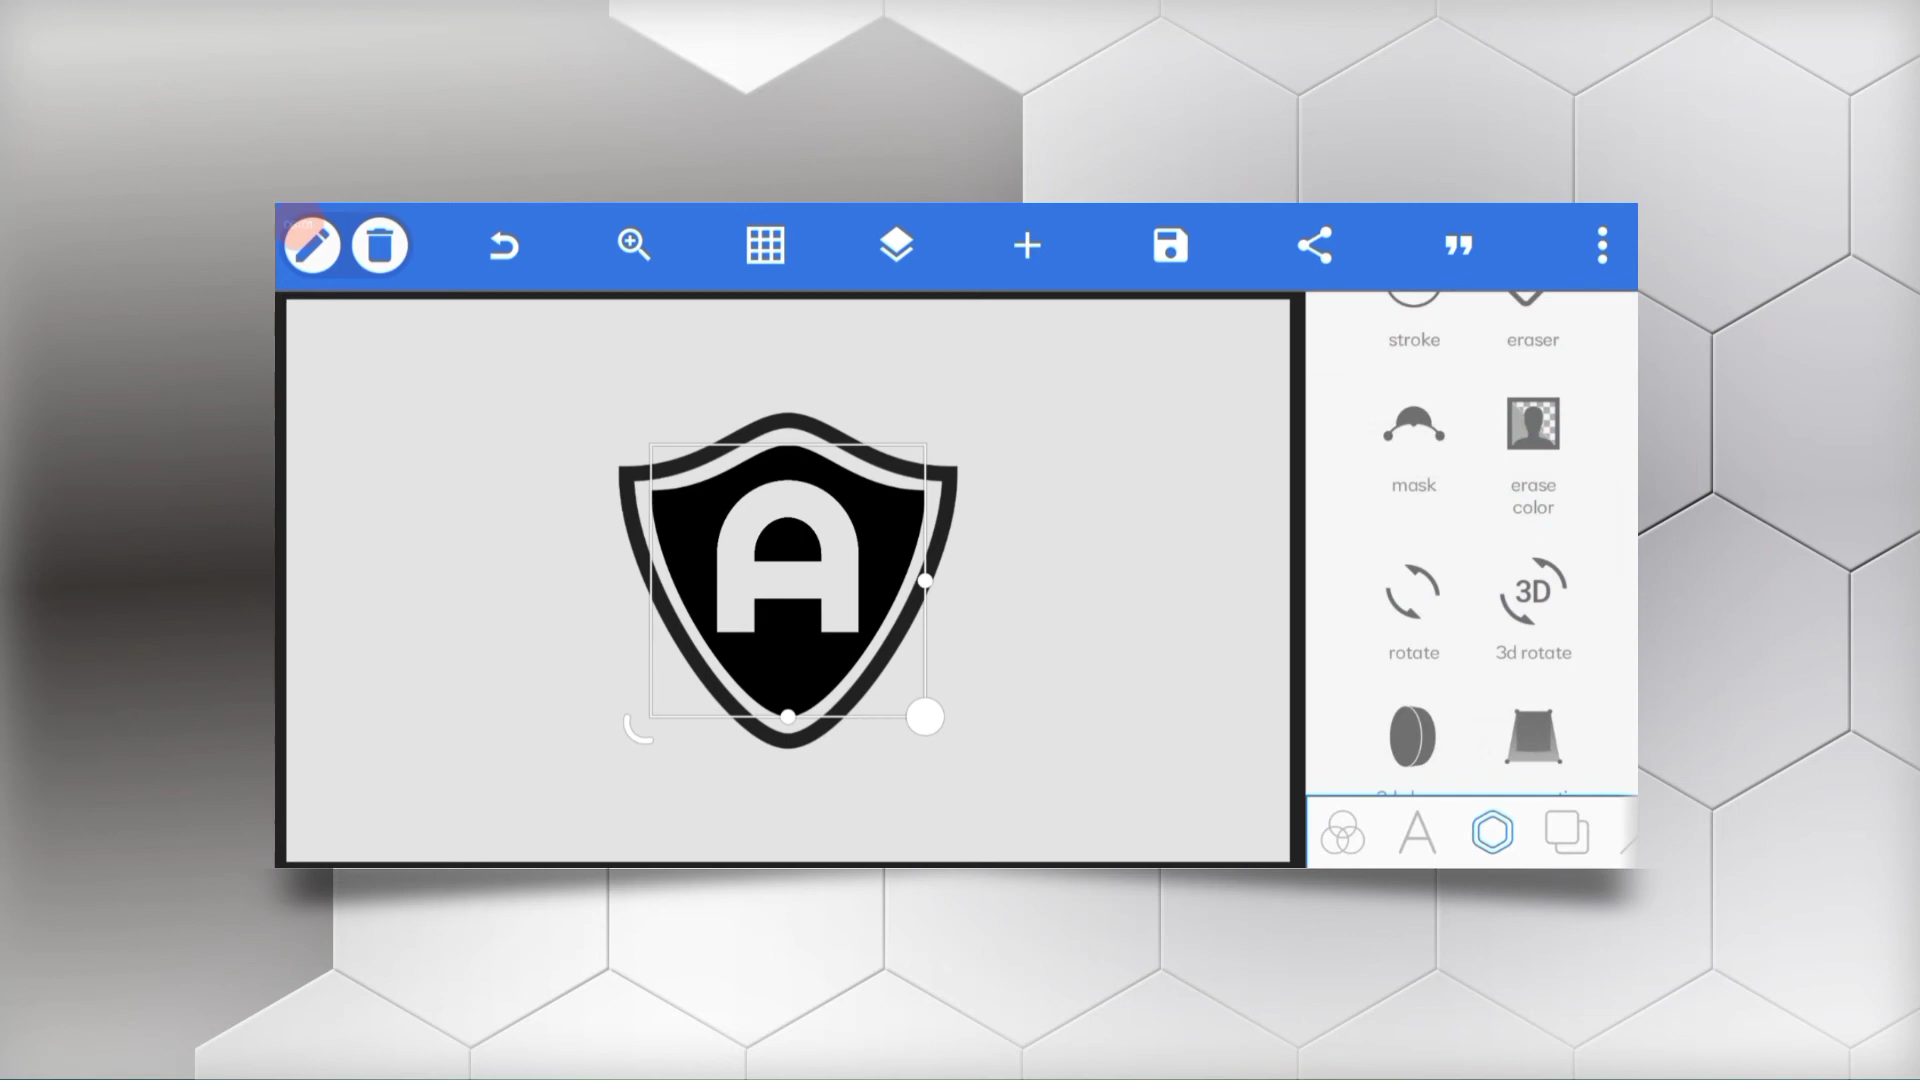 stroke
eraser
A
mask
erase
color
3D
rotate
3d rotate
A